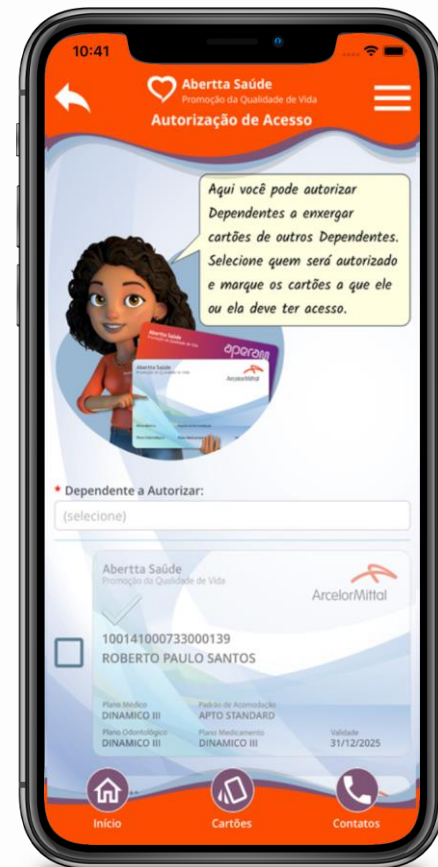 10:41
Abertta Saúde
Promoção da Qualidade de Vida
Autorização de Acesso
Aqui você pode autorizar
Dependentes a enxergar
cartões de outros Dependentes.
Selecione quem será autorizado
e marque os cartões a que ele
ou ela deve ter acesso.
Abertta Saúde
aperam
Abertta Saúde
ArcelorMittal
* Dependente a Autorizar:
(selecione)
Abertta Saúde
Promoção da Qualidade de Vida
ArcelorMittal
100141000733000139
ROBERTO PAULO SANTOS
Plano Médico Padrão de Acomodação
DINAMICO III APTO STANDARD
Plano Odontológico Plano Medicamento Validade
DINAMICO III DINAMICO III 31/12/2025
Início Cartões Contatos